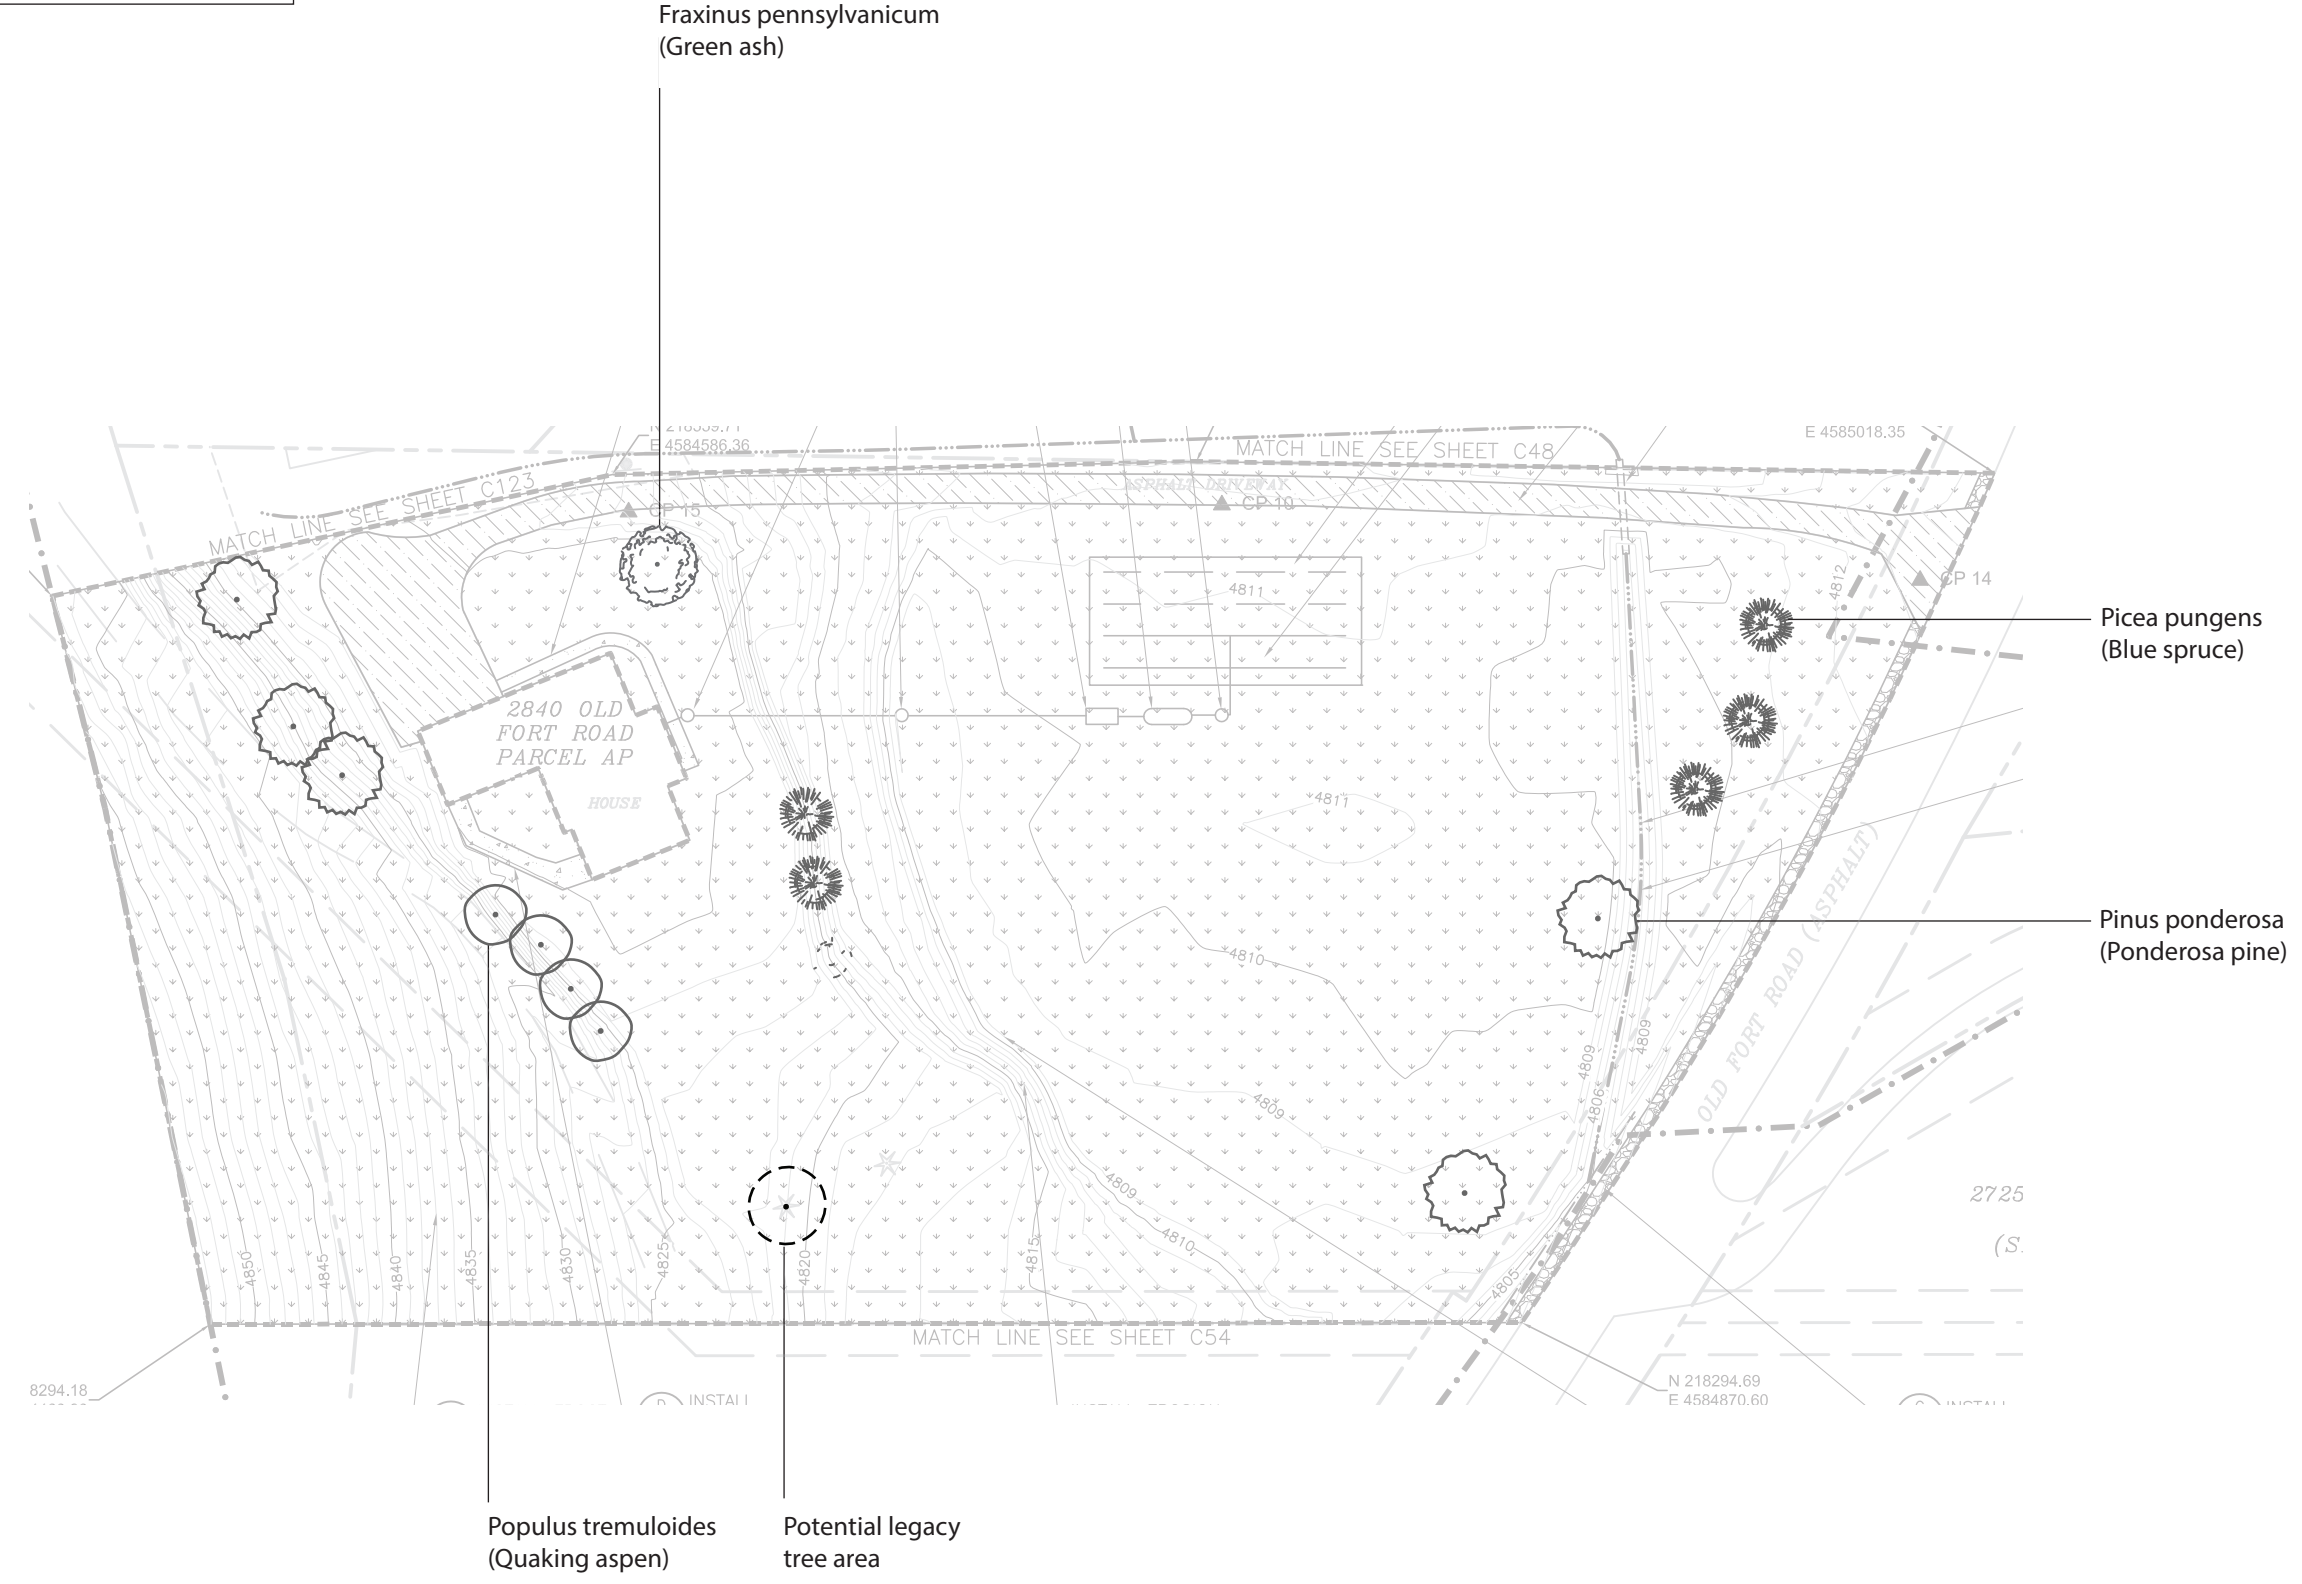 Fraxinus pennsylvanicum
(Green ash)
E 4584586.36
MATCH LINE SEE SHEET C48
E 4585018.35
MATCH LINE SEE SHEET C123
ASPHALT DRIVEWAY
CP 15
CP 10
CP 14
4811
4812
Picea pungens
(Blue spruce)
2840 OLD
FORT ROAD
PARCEL AP
HOUSE
4811
OLD FORT ROAD (ASPHALT)
Pinus ponderosa
(Ponderosa pine)
4810
4809
4809
4806
4809
4809
4810
2725
4850
4845
4840
4835
4830
4825
4820
4815
4805
MATCH LINE SEE SHEET C54
8294.18
N 218294.69
E 4584870.60
INSTALL
Populus tremuloides
(Quaking aspen)
Potential legacy
tree area